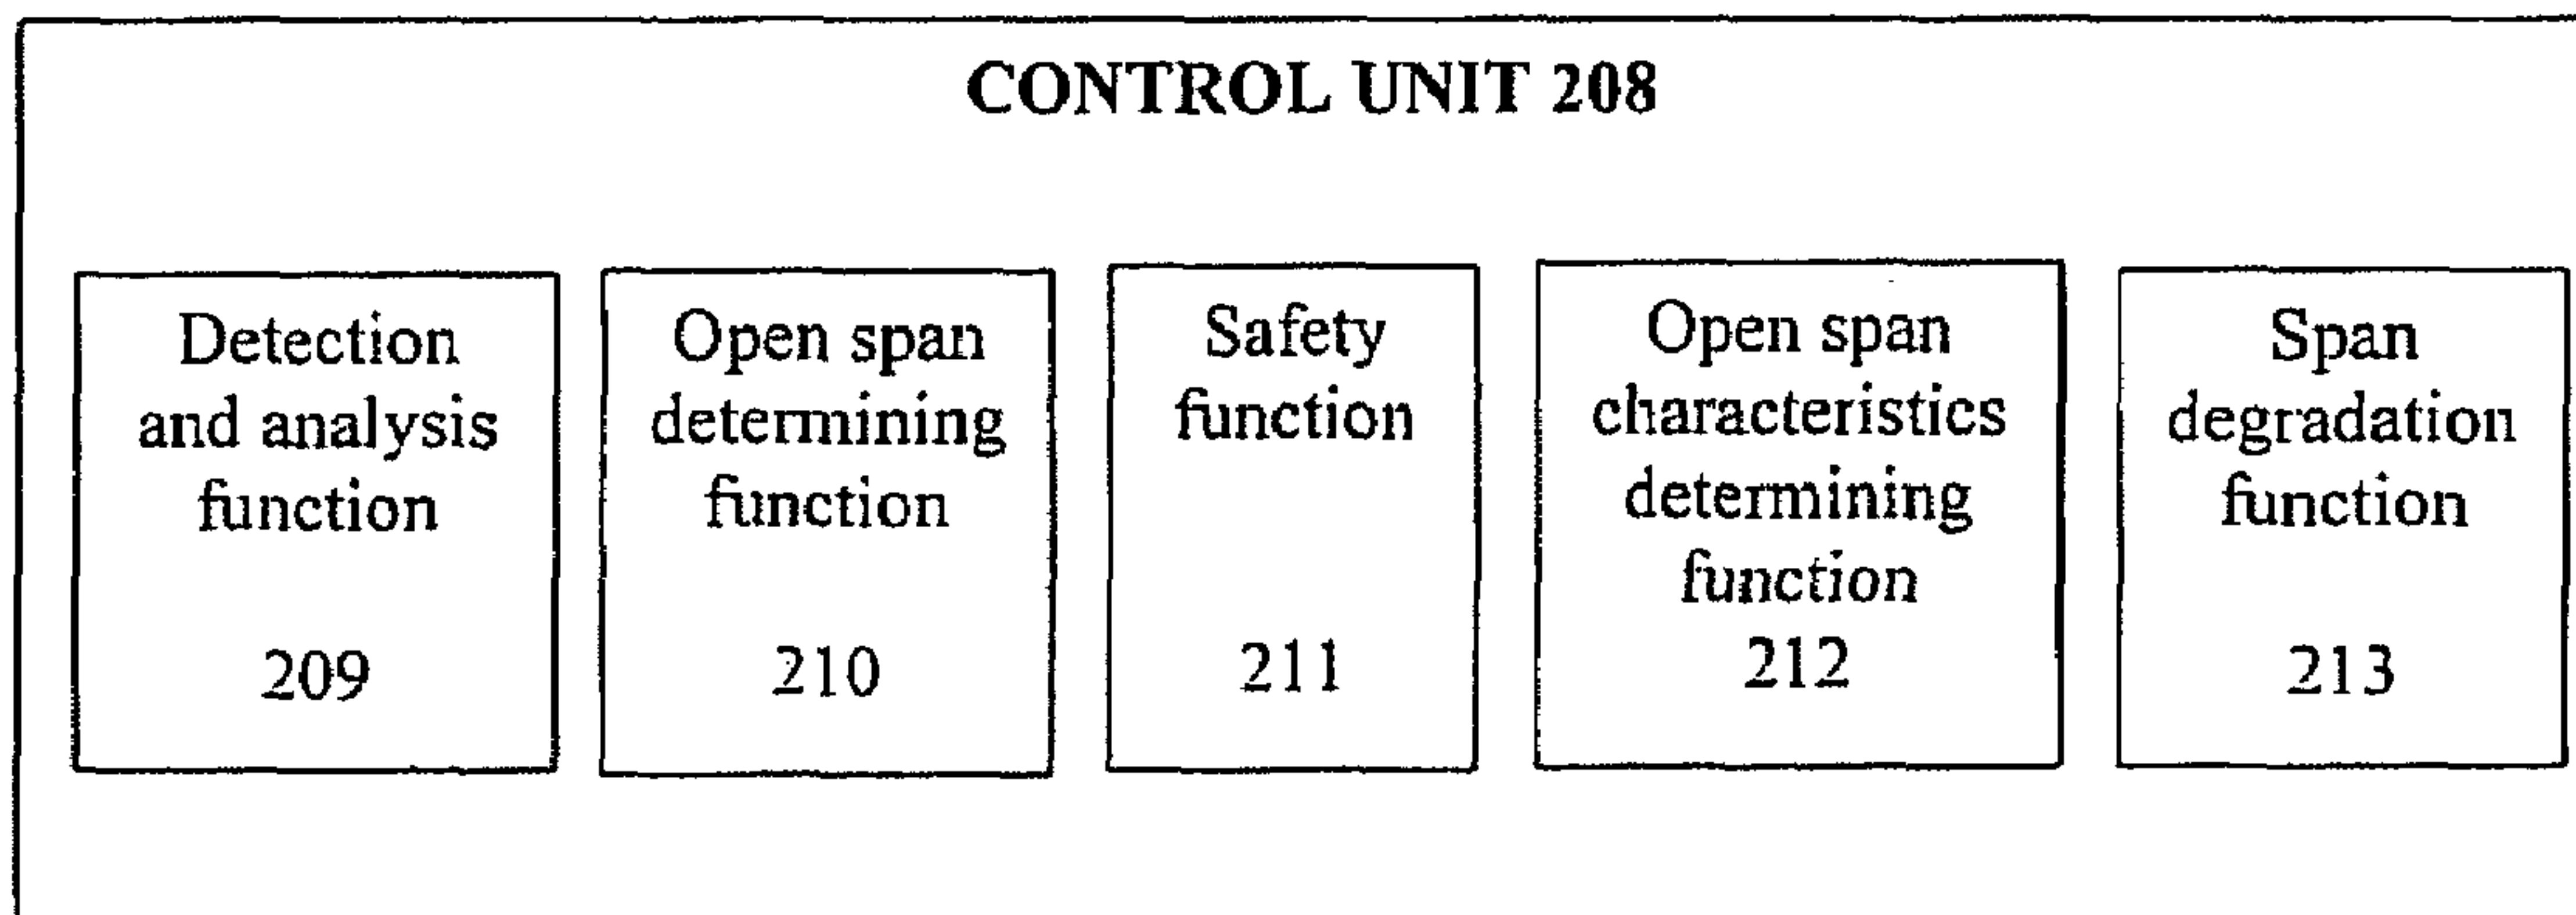 CONTROL UNIT 208
Detection
and analysis
function
209
Open span
determining
function
210
Safety
function
211
Open span
characteristics
determining
function
212
Span
degradation
function
213